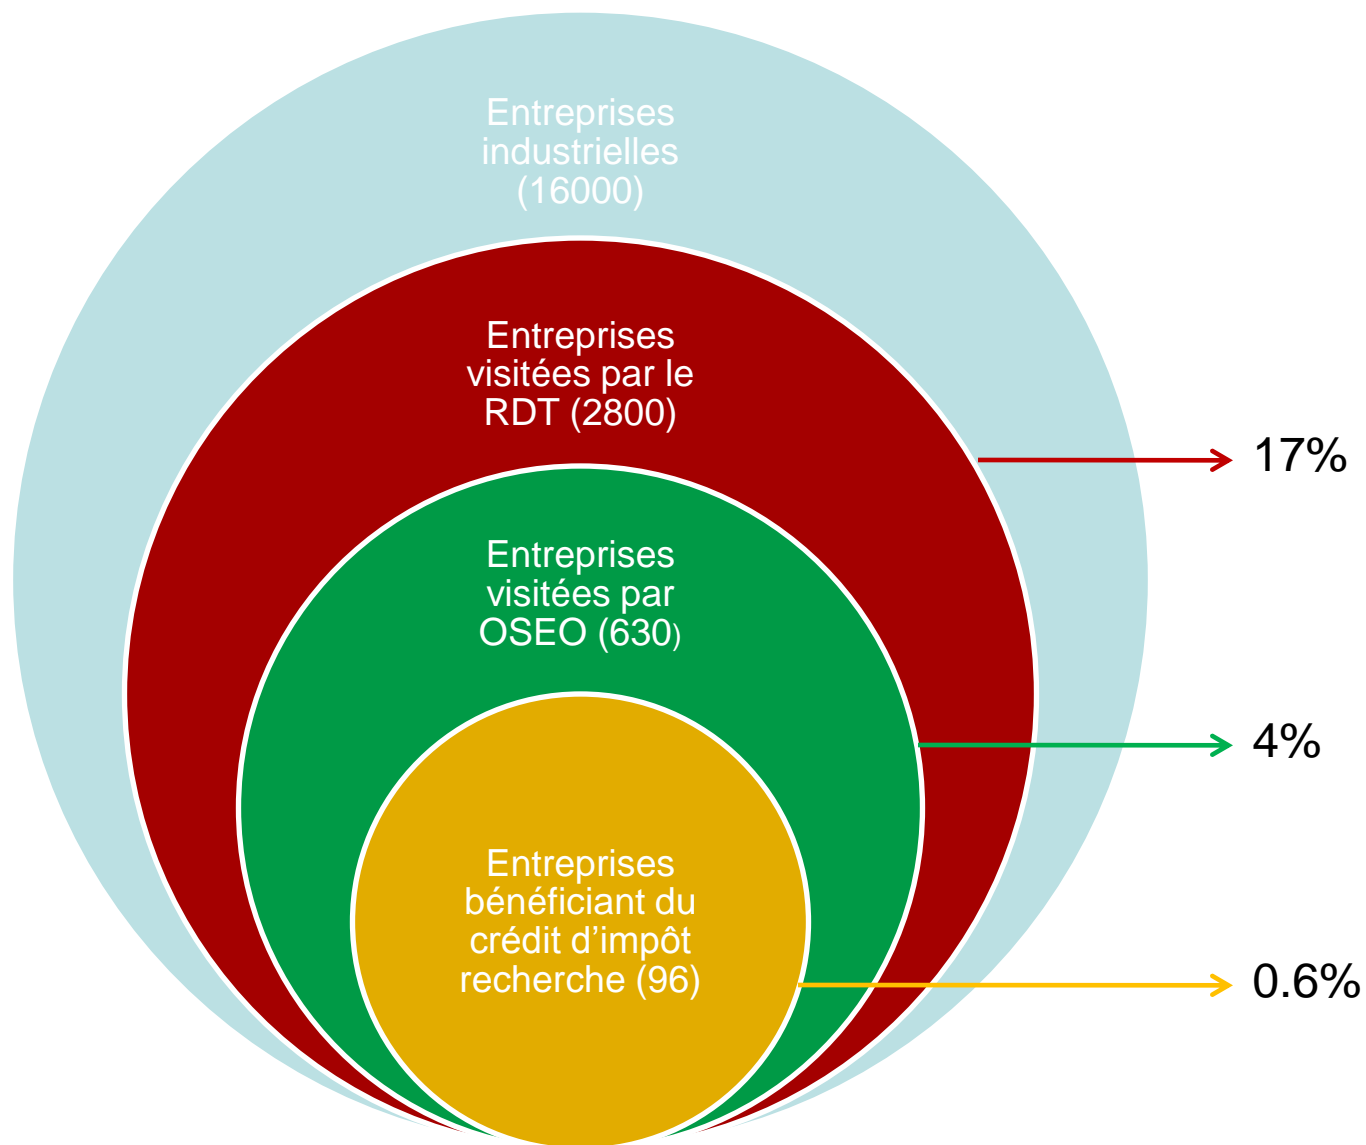 Entreprises
industrielles
(16000)
Entreprises
visitées par le
RDT (2800)
17%
Entreprises
visitées par
OSEO (630)
4%
Entreprises
bénéficiant du
crédit d’impôt
recherche (96)
0.6%